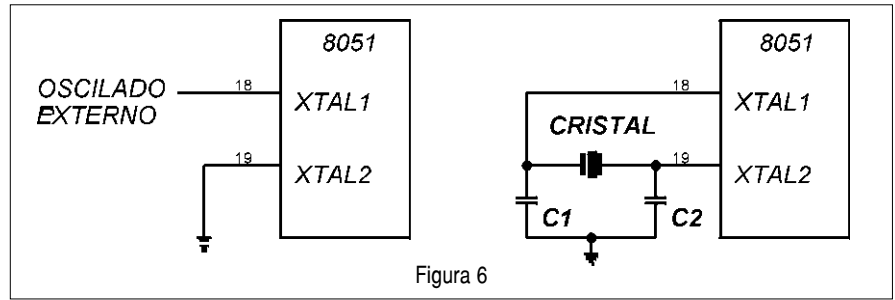 8051
OSCILADO
EXTERNO
18
XTAL1
19
XTAL2
8051
18
XTAL1
CRISTAL
19
XTAL2
C1
C2
Figura 6